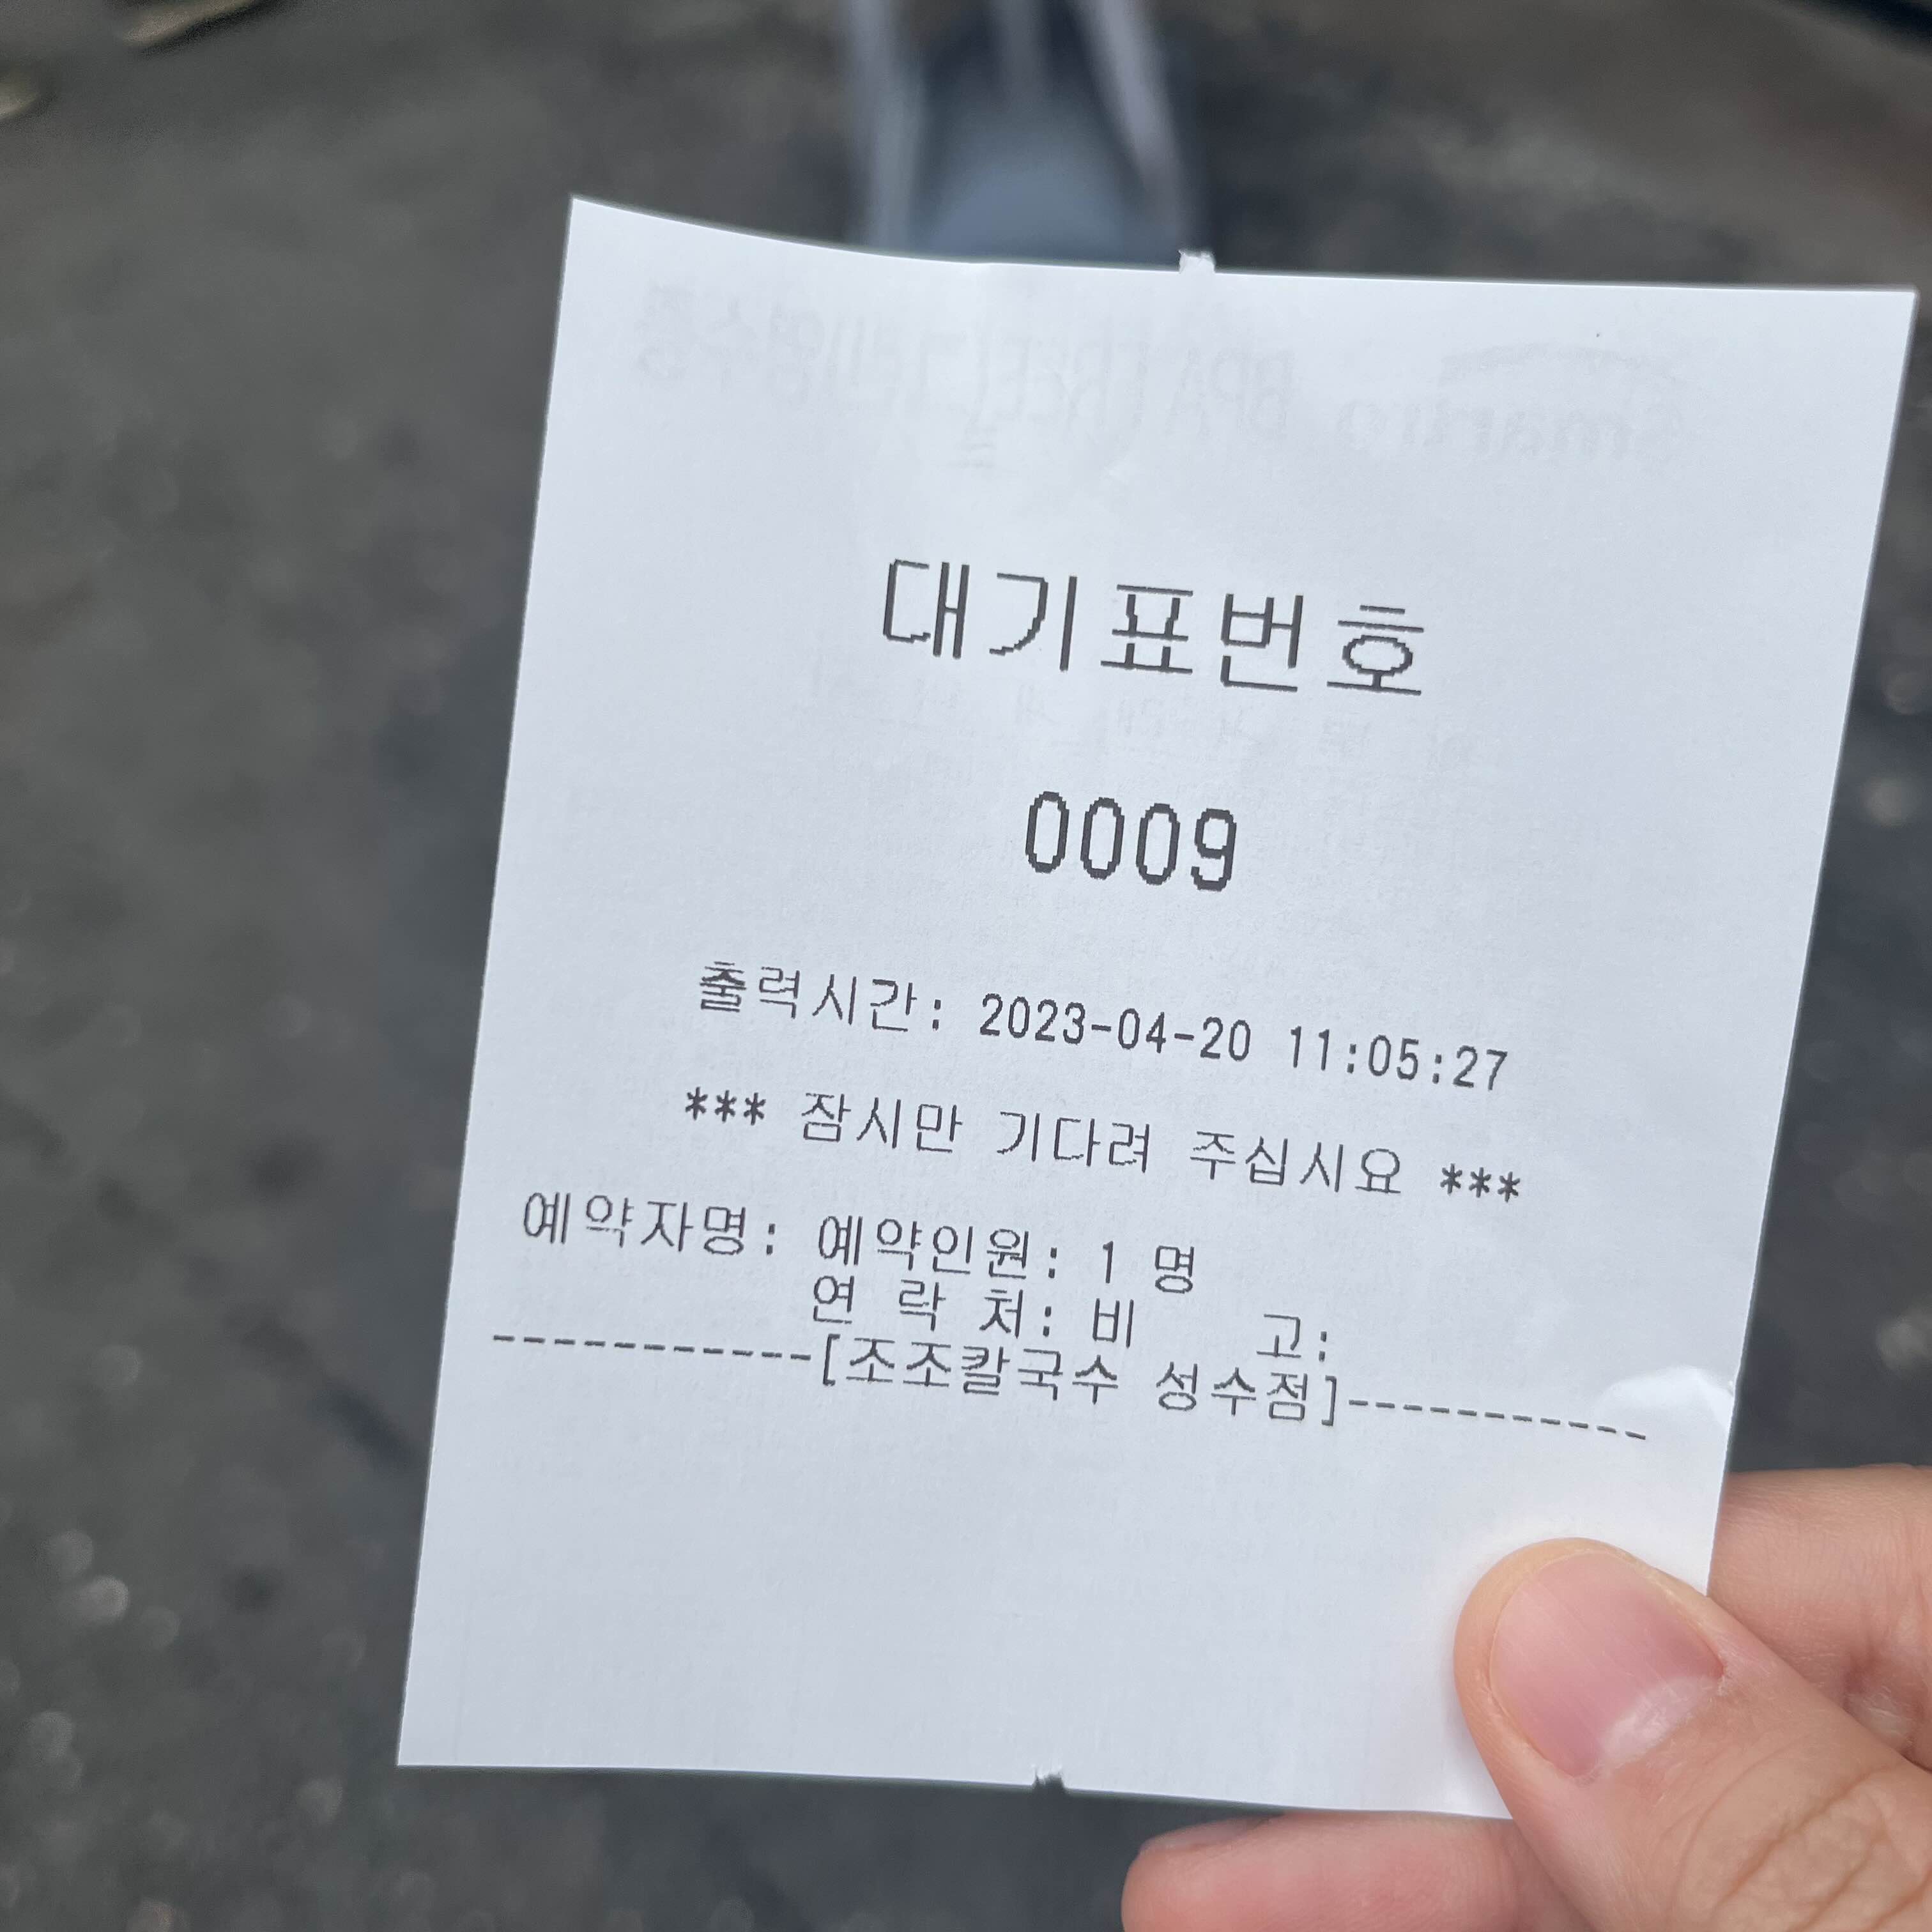 대기표번호
0009
출력시간: 2023-04-20 11:05:27
*** 잠시만 기다려 주십시요 ***
예약자명: 예약인원: 1 명
연 락 처: 비 고:
-----------[조조칼국수 성수점]-----------